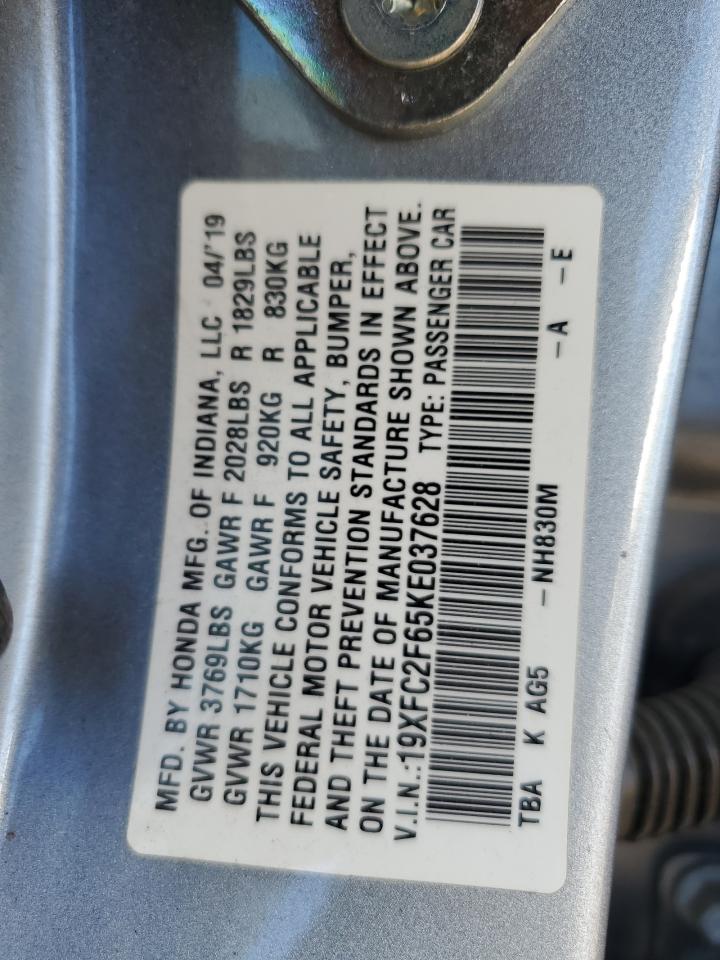 MFD. BY HONDA MFG. OF INDIANA, LLC 04/'19
GVWR 3769LBS GAWR F 2028LBS R 1829LBS
GVWR 1710KG GAWR F 920KG R 830KG
THIS VEHICLE CONFORMS TO ALL APPLICABLE
FEDERAL MOTOR VEHICLE SAFETY, BUMPER,
AND THEFT PREVENTION STANDARDS IN EFFECT
ON THE DATE OF MANUFACTURE SHOWN ABOVE.
V.I.N.:19XFC2F65KE037628 TYPE: PASSENGER CAR
TBA K AG5 -NH830M -A -E